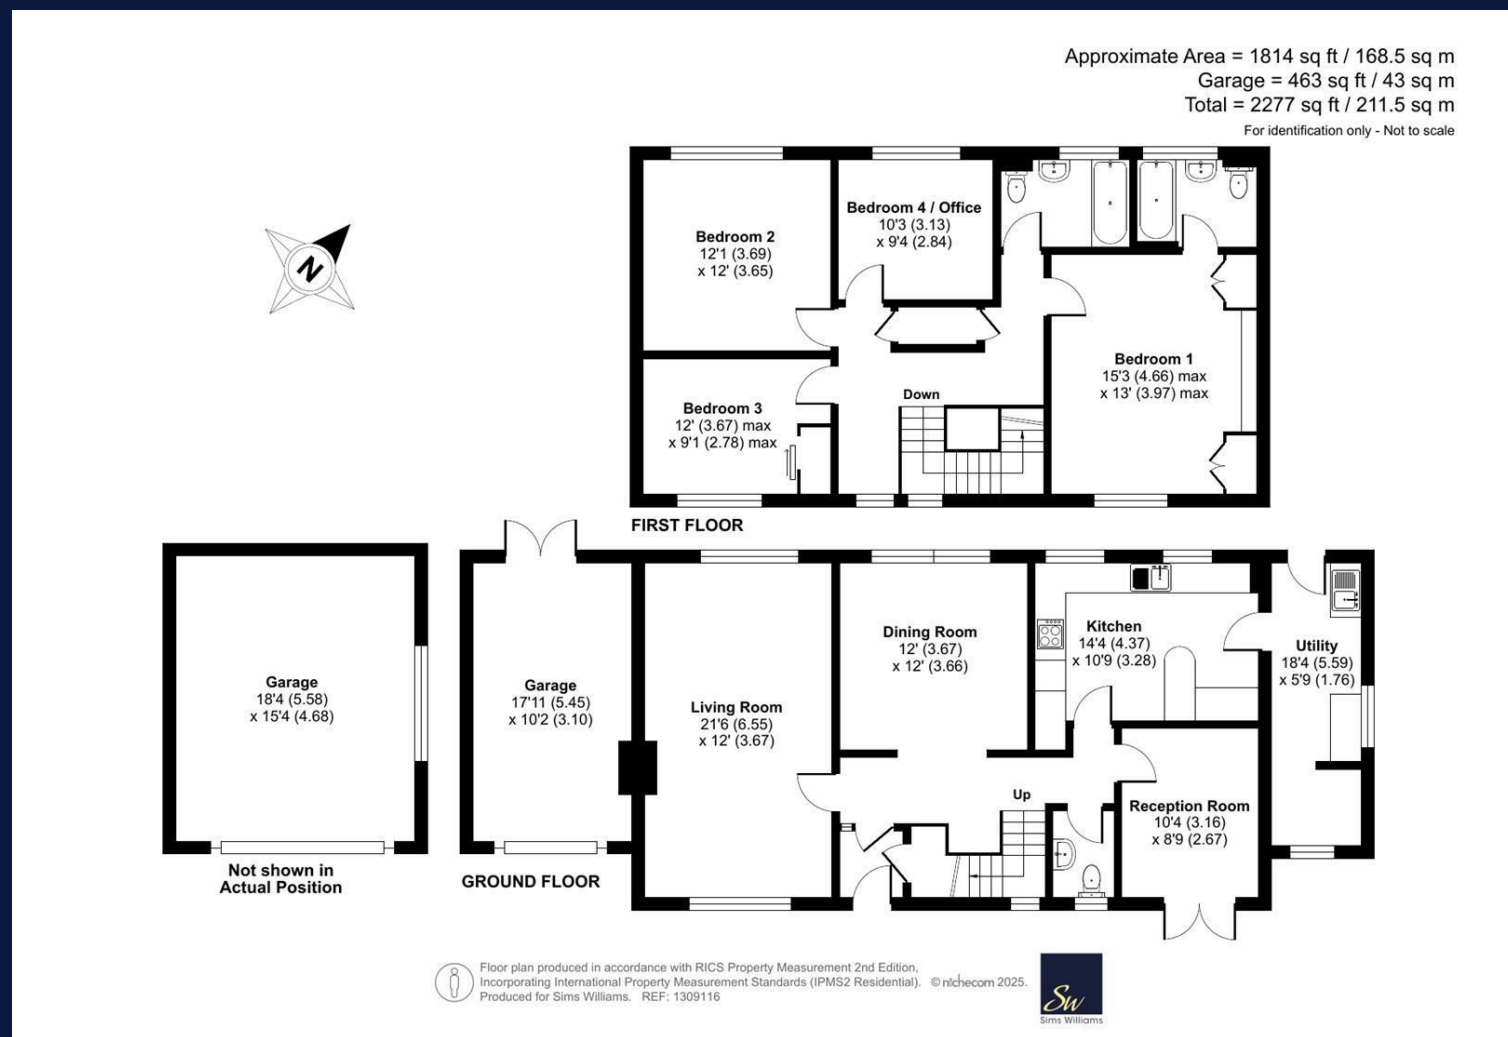 Approximate Area = 1814 sq ft / 168.5 sq m
Garage = 463 sq ft / 43 sq m
Total = 2277 sq ft / 211.5 sq m
For identification only - Not to scale
N
Bedroom 2
12'1 (3.69)
x 12' (3.65)
Bedroom 4 / Office
10'3 (3.13)
x 9'4 (2.84)
Bedroom 1
15'3 (4.66) max
x 13' (3.97) max
Bedroom 3
12' (3.67) max
x 9'1 (2.78) max
Down
FIRST FLOOR
Garage
18'4 (5.58)
x 15'4 (4.68)
Not shown in
Actual Position
Garage
17'11 (5.45)
x 10'2 (3.10)
Living Room
21'6 (6.55)
x 12' (3.67)
Dining Room
12' (3.67)
x 12' (3.66)
Kitchen
14'4 (4.37)
x 10'9 (3.28)
Utility
18'4 (5.59)
x 5'9 (1.76)
Up
Reception Room
10'4 (3.16)
x 8'9 (2.67)
GROUND FLOOR
Floor plan produced in accordance with RICS Property Measurement 2nd Edition,
Incorporating International Property Measurement Standards (IPMS2 Residential). © nichecom 2025.
Produced for Sims Williams. REF: 1309116
Sw
Sims Williams